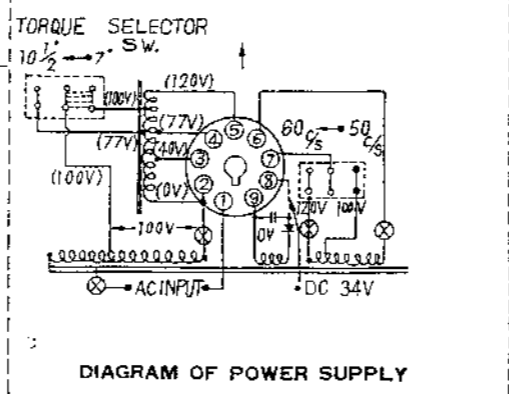 TORQUE SELECTOR
SW.
10 1/2" 7"
(120V)
(100V)
(77V)
60 C/S 50 C/S
(77V)
(40V)
(100V)
(0V)
1 2 3 4 5 6 7 8 9
120V 100V
100V
0V
AC INPUT
DC 34V
DIAGRAM OF POWER SUPPLY